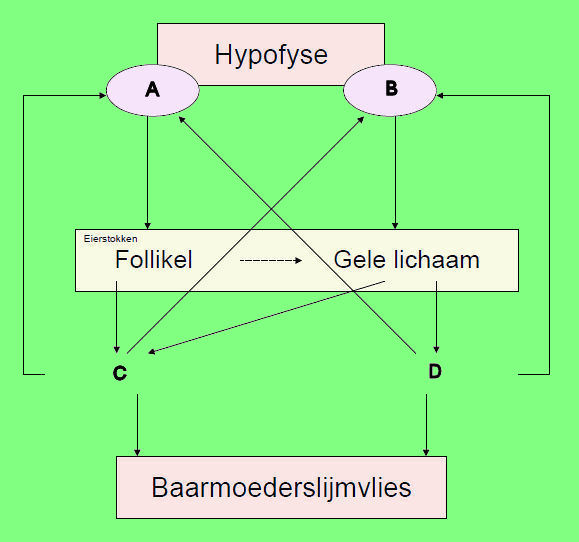 Hypofyse
A
B
Eierstokken
Follikel
Gele lichaam
C
D
Baarmoederslijmvlies